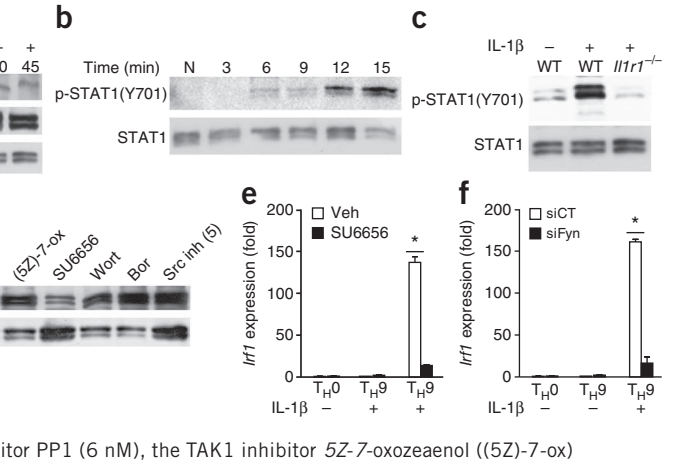 b
c
– +
0 45
Time (min) N 3 6 9 12 15
p-STAT1(Y701)
STAT1
IL-1β – + +
WT WT Il1r1–/–
p-STAT1(Y701)
STAT1
(5Z)-7-ox SU6656 Wort Bor Src inh (5)
e
200
150
100
50
0
Irf1 expression (fold)
Veh
SU6656
*
TH0 TH9 TH9
IL-1β – + +
f
200
150
100
50
0
Irf1 expression (fold)
siCT
siFyn
*
TH0 TH9 TH9
IL-1β – – +
itor PP1 (6 nM), the TAK1 inhibitor 5Z-7-oxozeaenol ((5Z)-7-ox)